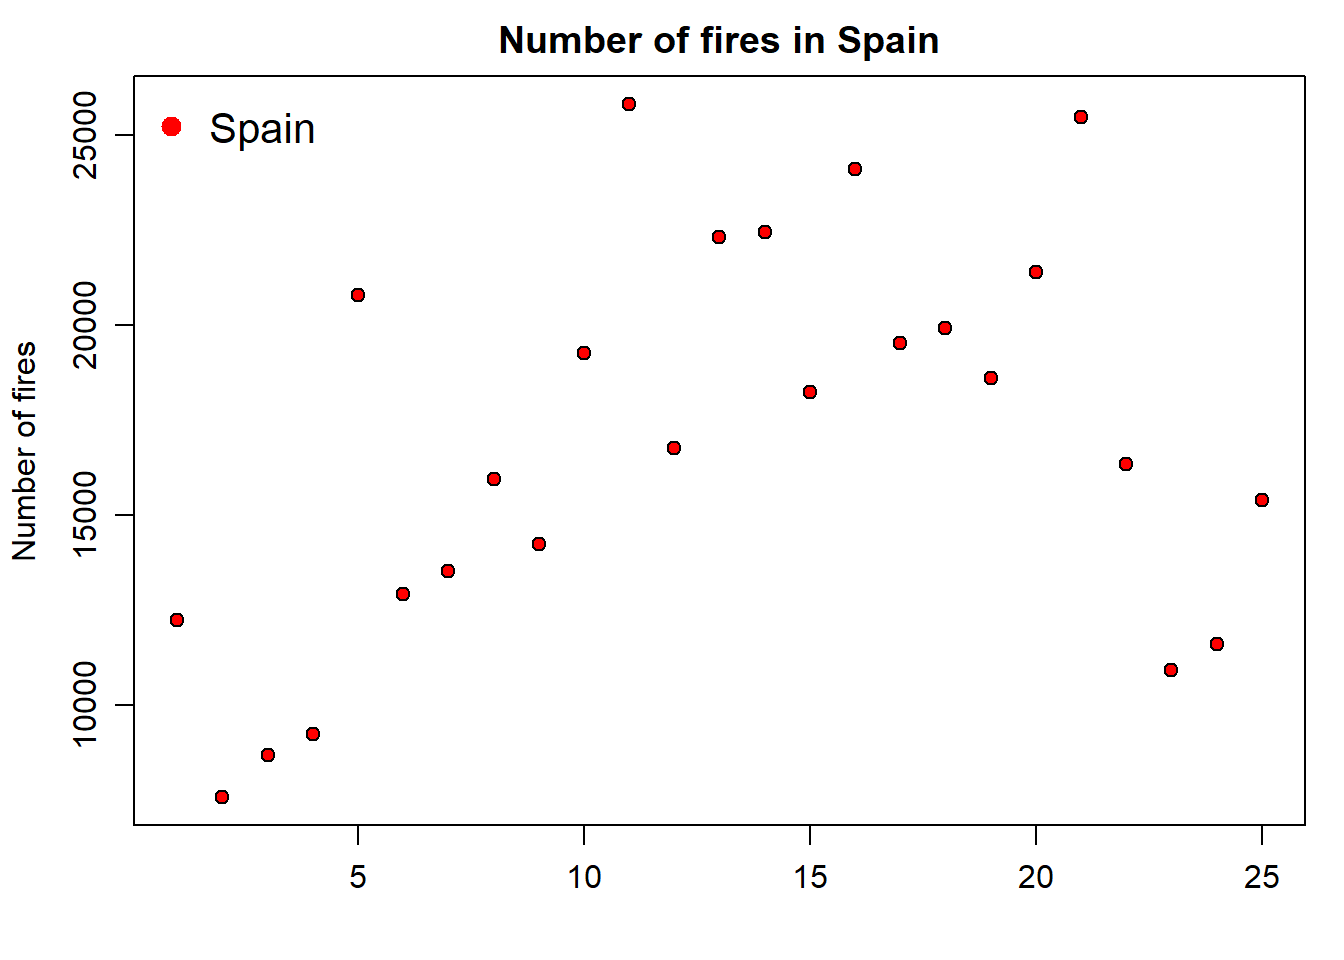 Number of fires in Spain
Spain
Number of fires
25000
20000
15000
10000
5 10 15 20 25